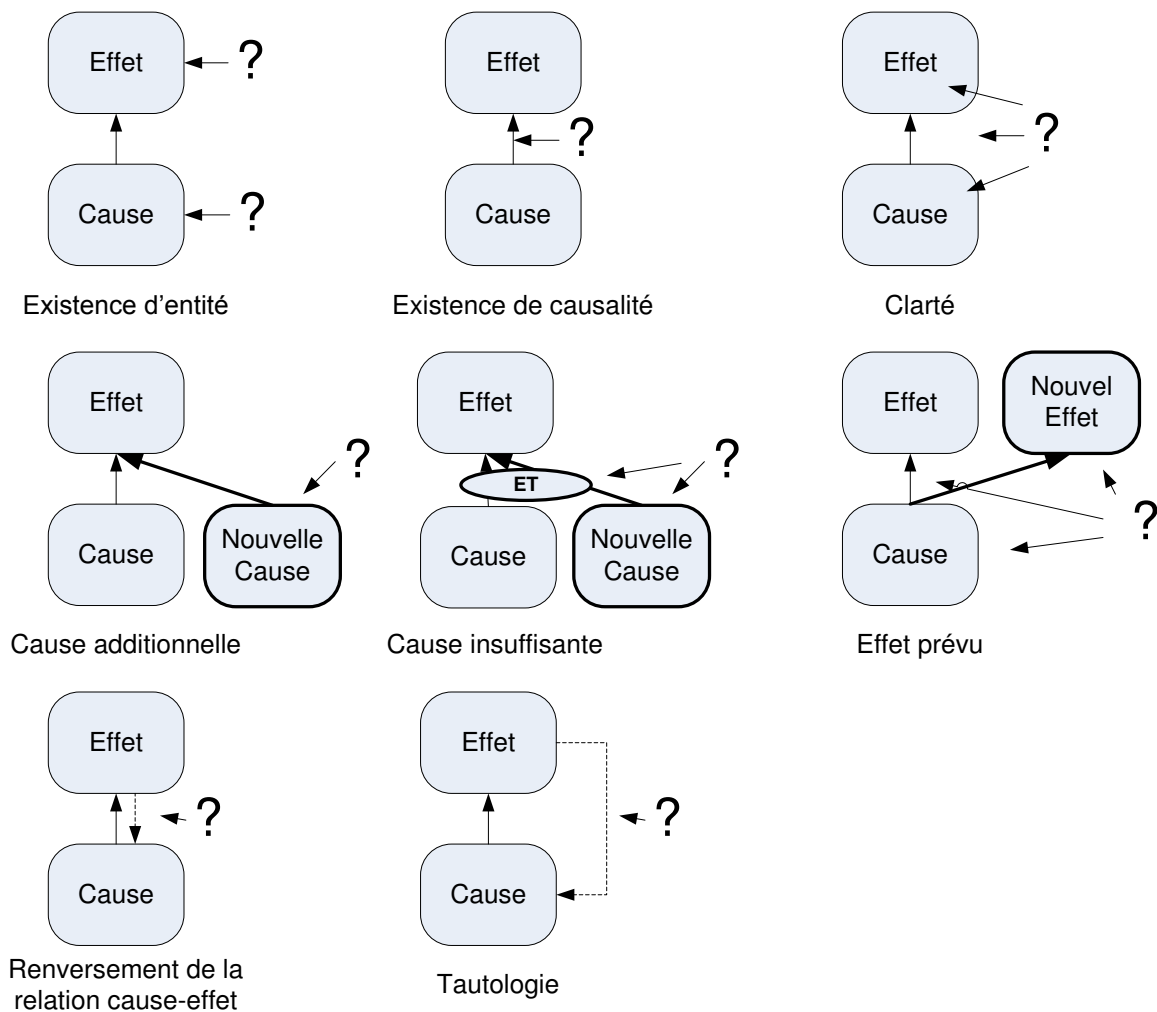 Effet
?
Cause
?
Existence d'entité
Effet
?
Cause
Existence de causalité
Effet
?
Cause
Clarté
Effet
?
Cause
Nouvelle
Cause
Cause additionnelle
Effet
?
ET
Cause
Nouvelle
Cause
Cause insuffisante
Effet
Nouvel
Effet
?
Cause
Effet prévu
Effet
?
Cause
Renversement de la
relation cause-effet
Effet
?
Cause
Tautologie